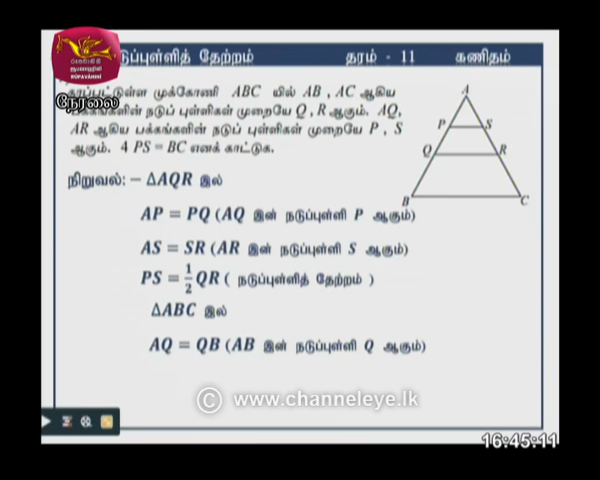 டுப்புள்ளித் தேற்றம் தரம் - 11 கணிதம்
RUPAVAHINI
நேரலை
தரப்பட்டுள்ள முக்கோணி ABC யில் AB , AC ஆகிய
பக்கங்களின் நடுப் புள்ளிகள் முறையே Q , R ஆகும். AQ,
AR ஆகிய பக்கங்களின் நடுப் புள்ளிகள் முறையே P , S
ஆகும். 4 PS = BC எனக் காட்டுக.
A
P S
Q R
B C
நிறுவல்: – ΔAQR இல்
AP = PQ (AQ இன் நடுப்புள்ளி P ஆகும்)
AS = SR (AR இன் நடுப்புள்ளி S ஆகும்)
PS = 1/2 QR ( நடுப்புள்ளித் தேற்றம் )
ΔABC இல்
AQ = QB (AB இன் நடுப்புள்ளி Q ஆகும்)
© www.channeleye.lk
16:45:11